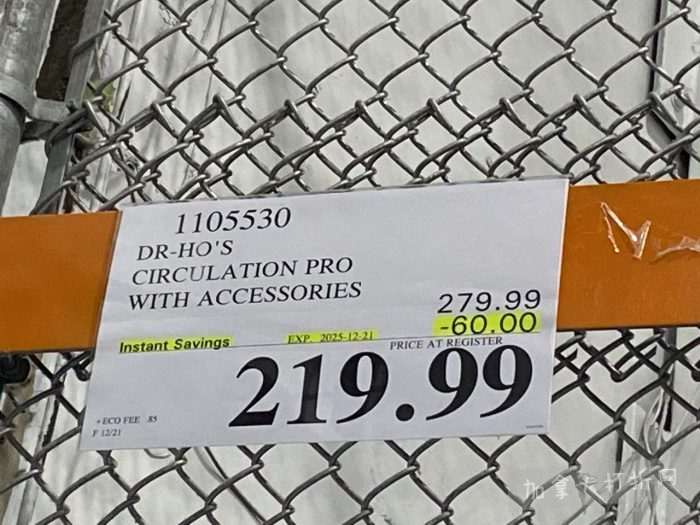 1105530
DR-HO'S
CIRCULATION PRO
WITH ACCESSORIES
279.99
-60.00
Instant Savings EXP. 2025-12-21 PRICE AT REGISTER
219.99
+ECO FEE .85
F 12/21
加拿大打折网